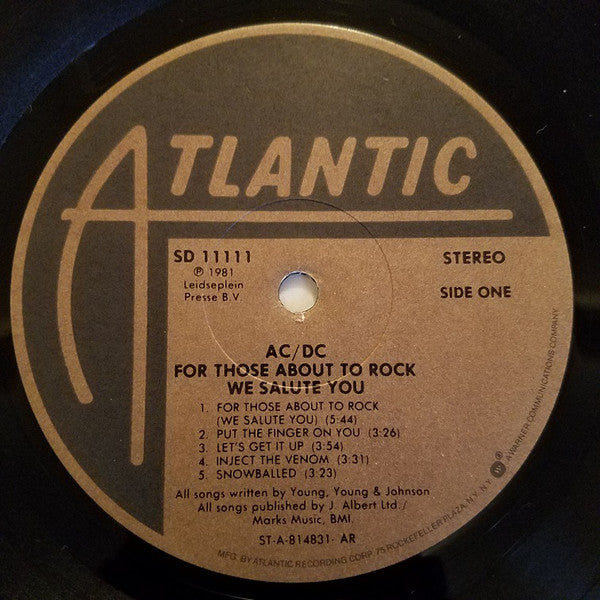 ATLANTIC
SD 11111
℗ 1981
Leidseplein
Presse B.V.
STEREO
SIDE ONE
AC/DC
FOR THOSE ABOUT TO ROCK
WE SALUTE YOU
1. FOR THOSE ABOUT TO ROCK
(WE SALUTE YOU) (5:44)
2. PUT THE FINGER ON YOU (3:26)
3. LET'S GET IT UP (3:54)
4. INJECT THE VENOM (3:31)
5. SNOWBALLED (3:23)
All songs written by Young, Young & Johnson
All songs published by J. Albert Ltd./
Marks Music, BMI.
ST-A-814831- AR
MFG. BY ATLANTIC RECORDING CORP. 75 ROCKEFELLER PLAZA, N.Y. N.Y. A WARNER COMMUNICATIONS COMPANY